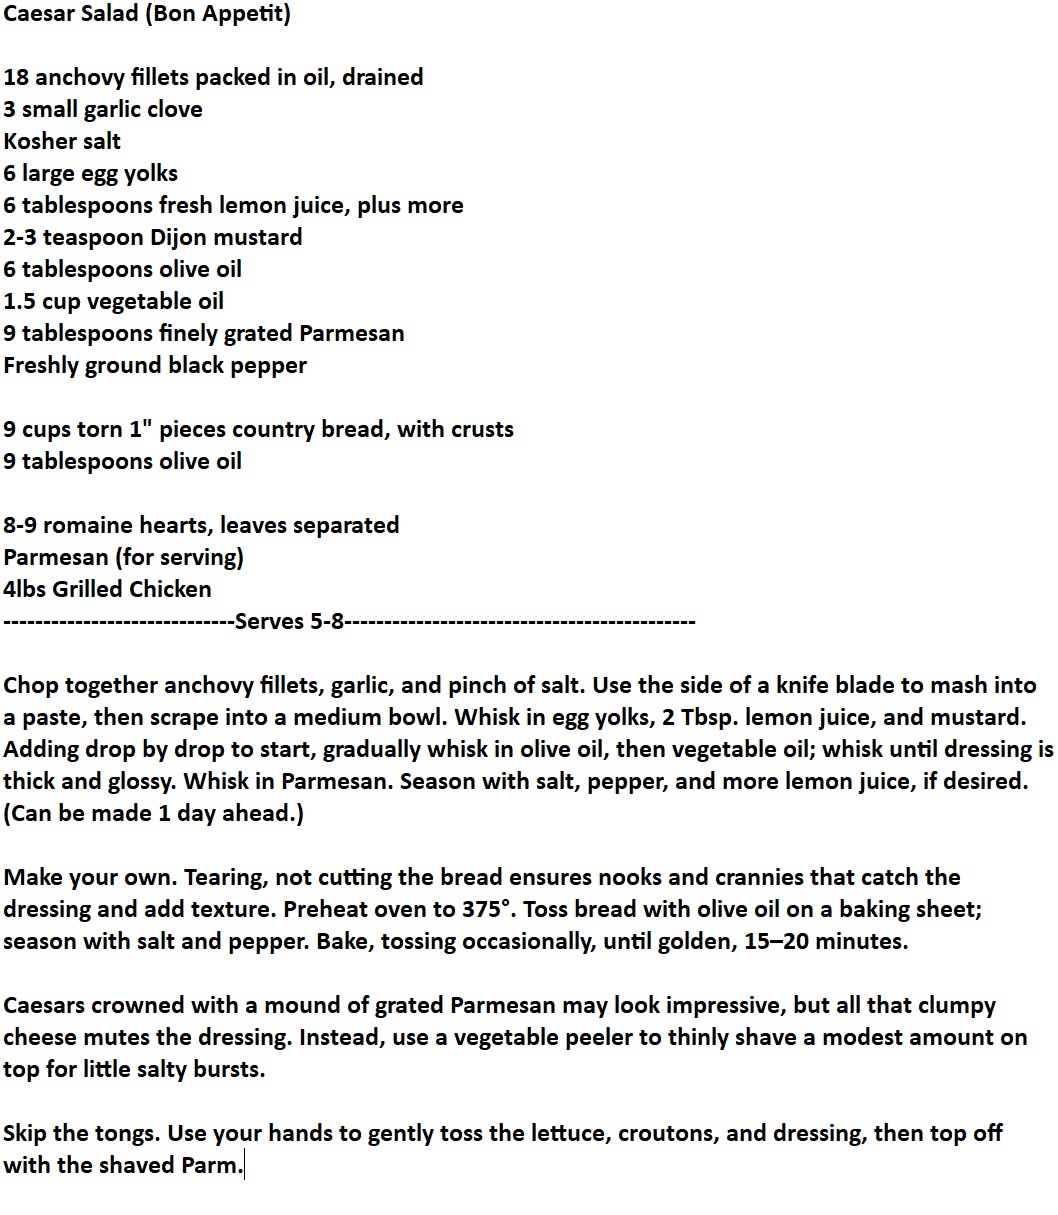 Caesar Salad (Bon Appetit)
18 anchovy fillets packed in oil, drained
3 small garlic clove
Kosher salt
6 large egg yolks
6 tablespoons fresh lemon juice, plus more
2-3 teaspoon Dijon mustard
6 tablespoons olive oil
1.5 cup vegetable oil
9 tablespoons finely grated Parmesan
Freshly ground black pepper
9 cups torn 1" pieces country bread, with crusts
9 tablespoons olive oil
8-9 romaine hearts, leaves separated
Parmesan (for serving)
4lbs Grilled Chicken
-----------------------------Serves 5-8--------------------------------------------
Chop together anchovy fillets, garlic, and pinch of salt. Use the side of a knife blade to mash into
a paste, then scrape into a medium bowl. Whisk in egg yolks, 2 Tbsp. lemon juice, and mustard.
Adding drop by drop to start, gradually whisk in olive oil, then vegetable oil; whisk until dressing is
thick and glossy. Whisk in Parmesan. Season with salt, pepper, and more lemon juice, if desired.
(Can be made 1 day ahead.)
Make your own. Tearing, not cutting the bread ensures nooks and crannies that catch the
dressing and add texture. Preheat oven to 375°. Toss bread with olive oil on a baking sheet;
season with salt and pepper. Bake, tossing occasionally, until golden, 15–20 minutes.
Caesars crowned with a mound of grated Parmesan may look impressive, but all that clumpy
cheese mutes the dressing. Instead, use a vegetable peeler to thinly shave a modest amount on
top for little salty bursts.
Skip the tongs. Use your hands to gently toss the lettuce, croutons, and dressing, then top off
with the shaved Parm.